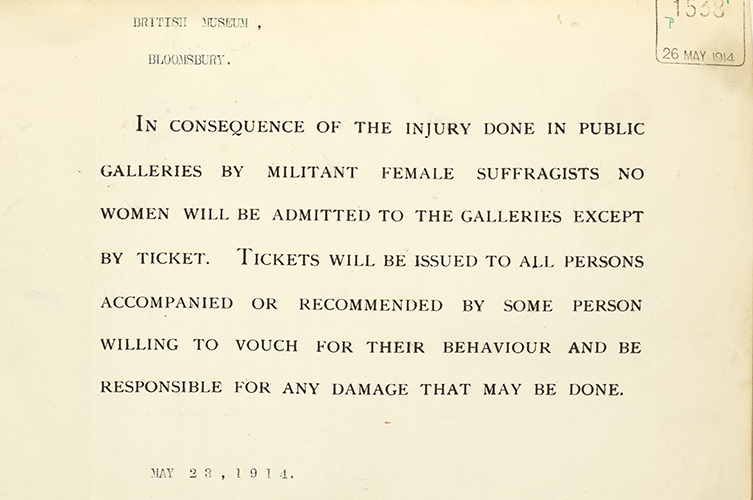 BRITISH MUSEUM,
BLOOMSBURY.
1538
P
26 MAY 1914
IN CONSEQUENCE OF THE INJURY DONE IN PUBLIC
GALLERIES BY MILITANT FEMALE SUFFRAGISTS NO
WOMEN WILL BE ADMITTED TO THE GALLERIES EXCEPT
BY TICKET. TICKETS WILL BE ISSUED TO ALL PERSONS
ACCOMPANIED OR RECOMMENDED BY SOME PERSON
WILLING TO VOUCH FOR THEIR BEHAVIOUR AND BE
RESPONSIBLE FOR ANY DAMAGE THAT MAY BE DONE.
MAY 23, 1914.